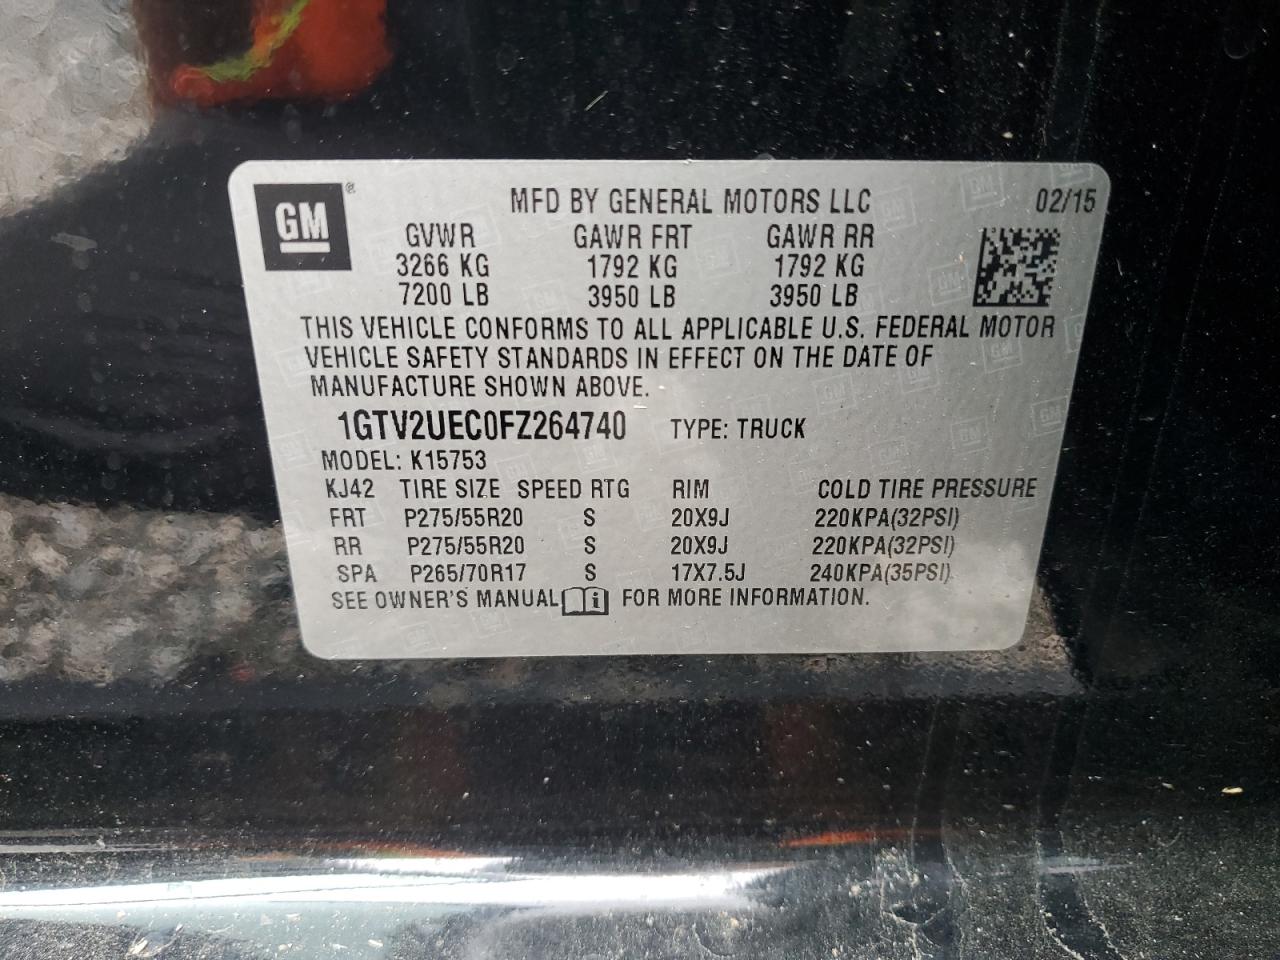 GM®
MFD BY GENERAL MOTORS LLC 02/15
GVWR GAWR FRT GAWR RR
3266 KG 1792 KG 1792 KG
7200 LB 3950 LB 3950 LB
THIS VEHICLE CONFORMS TO ALL APPLICABLE U.S. FEDERAL MOTOR
VEHICLE SAFETY STANDARDS IN EFFECT ON THE DATE OF
MANUFACTURE SHOWN ABOVE.
1GTV2UEC0FZ264740 TYPE: TRUCK
MODEL: K15753
KJ42 TIRE SIZE SPEED RTG RIM COLD TIRE PRESSURE
FRT P275/55R20 S 20X9J 220KPA(32PSI)
RR P275/55R20 S 20X9J 220KPA(32PSI)
SPA P265/70R17 S 17X7.5J 240KPA(35PSI)
SEE OWNER'S MANUAL i FOR MORE INFORMATION.